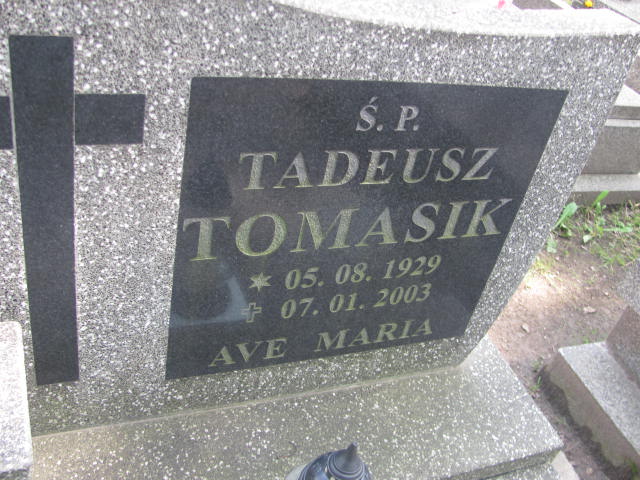 Ś. P.
TADEUSZ
TOMASIK
* 05. 08. 1929
✝ 07. 01. 2003
AVE MARIA